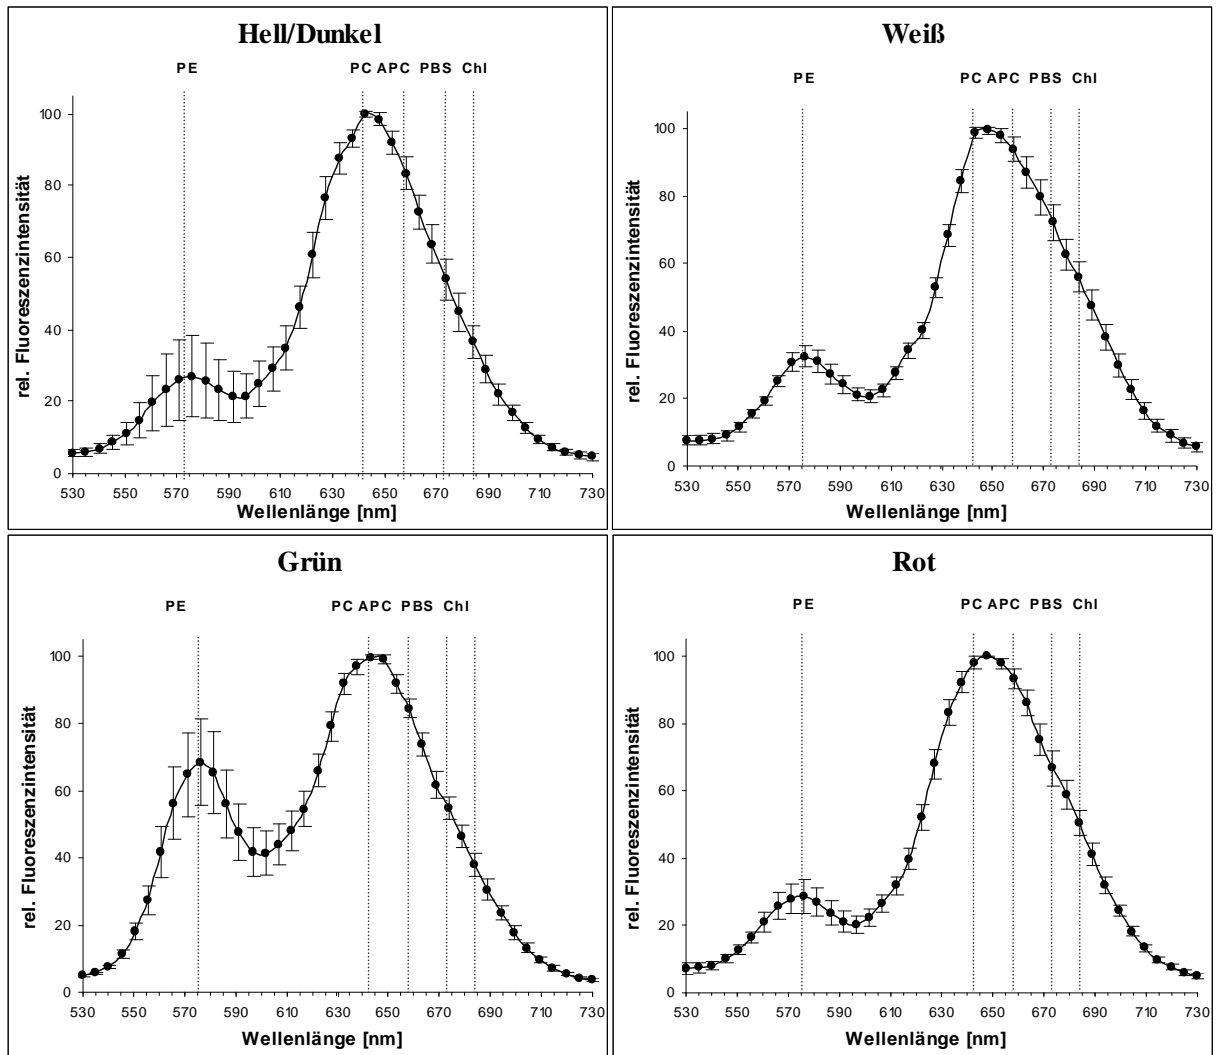 Hell/Dunkel
PE PC APC PBS Chl
rel. Fluoreszenzintensität
100
80
60
40
20
0
530 550 570 590 610 630 650 670 690 710 730
Wellenlänge [nm]
Weiß
PE PC APC PBS Chl
rel. Fluoreszenzintensität
100
80
60
40
20
0
530 550 570 590 610 630 650 670 690 710 730
Wellenlänge [nm]
Grün
PE PC APC PBS Chl
rel. Fluoreszenzintensität
100
80
60
40
20
0
530 550 570 590 610 630 650 670 690 710 730
Wellenlänge [nm]
Rot
PE PC APC PBS Chl
rel. Fluoreszenzintensität
100
80
60
40
20
0
530 550 570 590 610 630 650 670 690 710 730
Wellenlänge [nm]